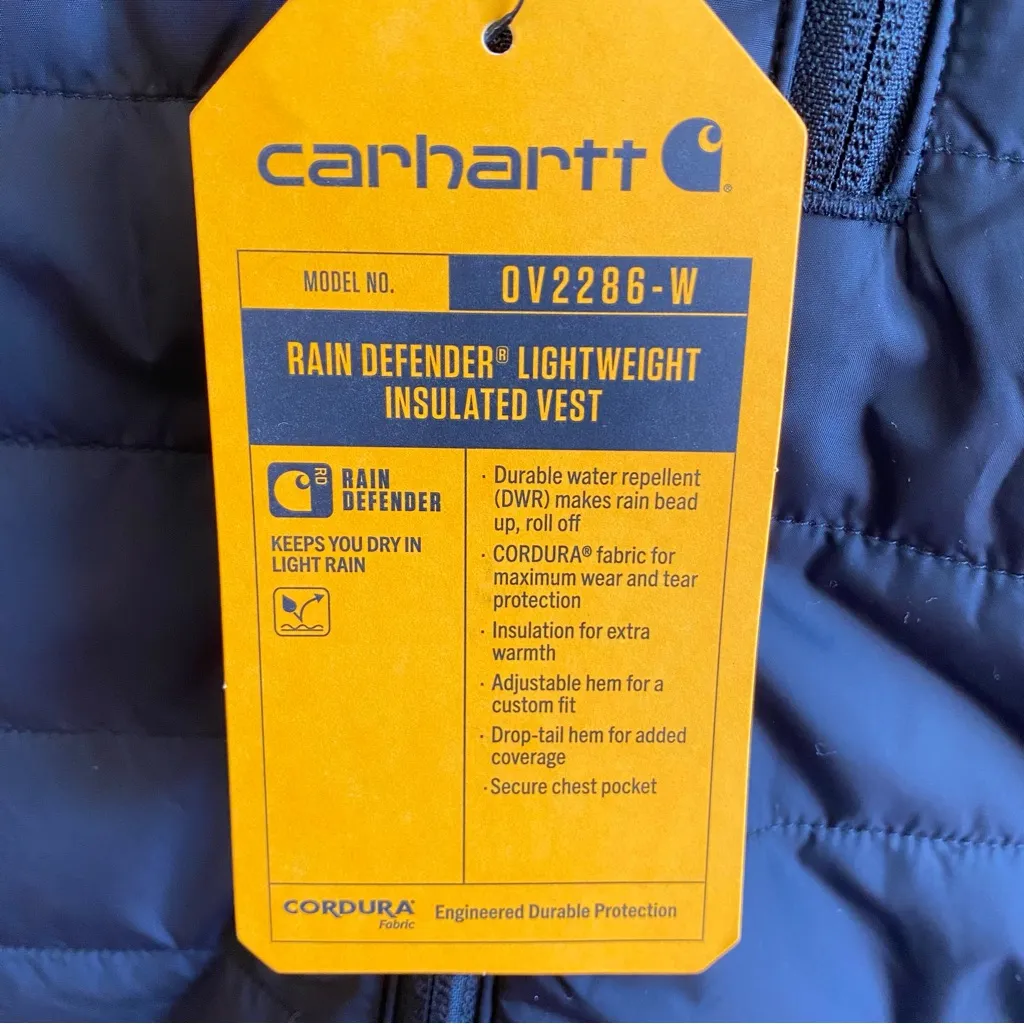 carhartt
MODEL NO. OV2286-W
RAIN DEFENDER® LIGHTWEIGHT
INSULATED VEST
RD
RAIN
DEFENDER
KEEPS YOU DRY IN
LIGHT RAIN
· Durable water repellent
(DWR) makes rain bead
up, roll off
· CORDURA® fabric for
maximum wear and tear
protection
· Insulation for extra
warmth
· Adjustable hem for a
custom fit
· Drop-tail hem for added
coverage
· Secure chest pocket
CORDURA®
Fabric
Engineered Durable Protection